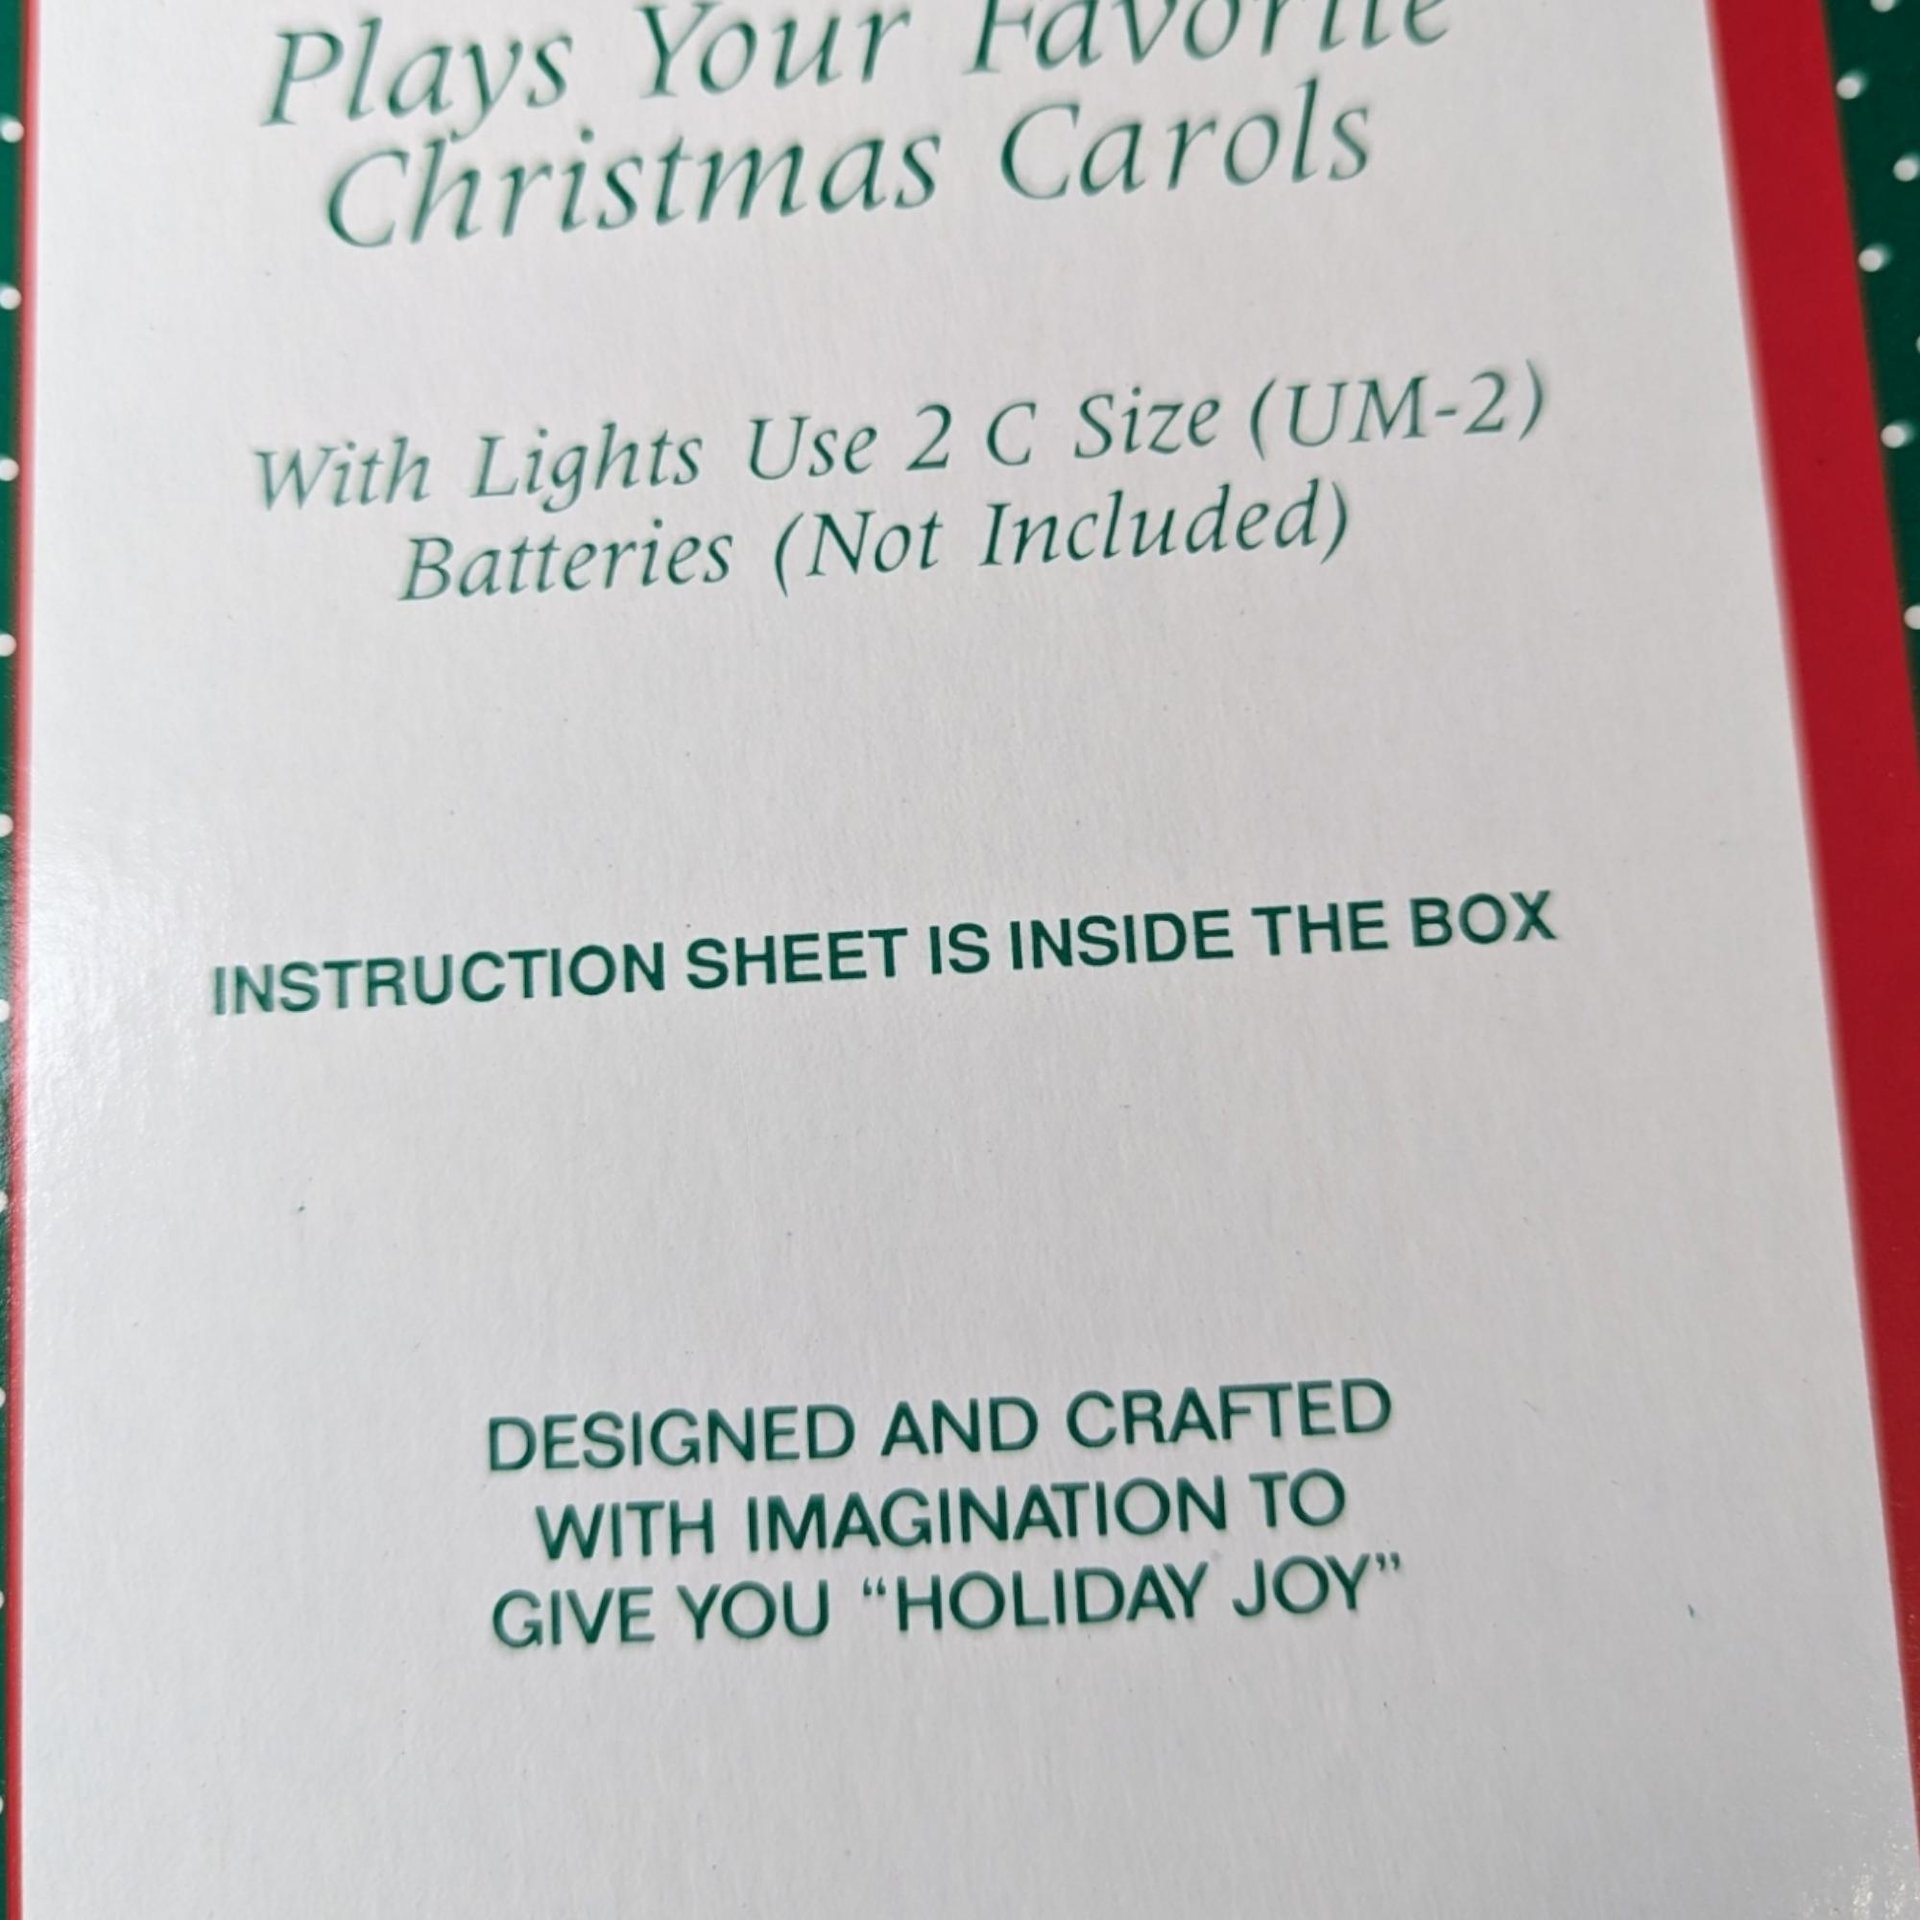 Plays Your Favorite
Christmas Carols
With Lights Use 2 C Size (UM-2)
Batteries (Not Included)
INSTRUCTION SHEET IS INSIDE THE BOX
DESIGNED AND CRAFTED
WITH IMAGINATION TO
GIVE YOU “HOLIDAY JOY”